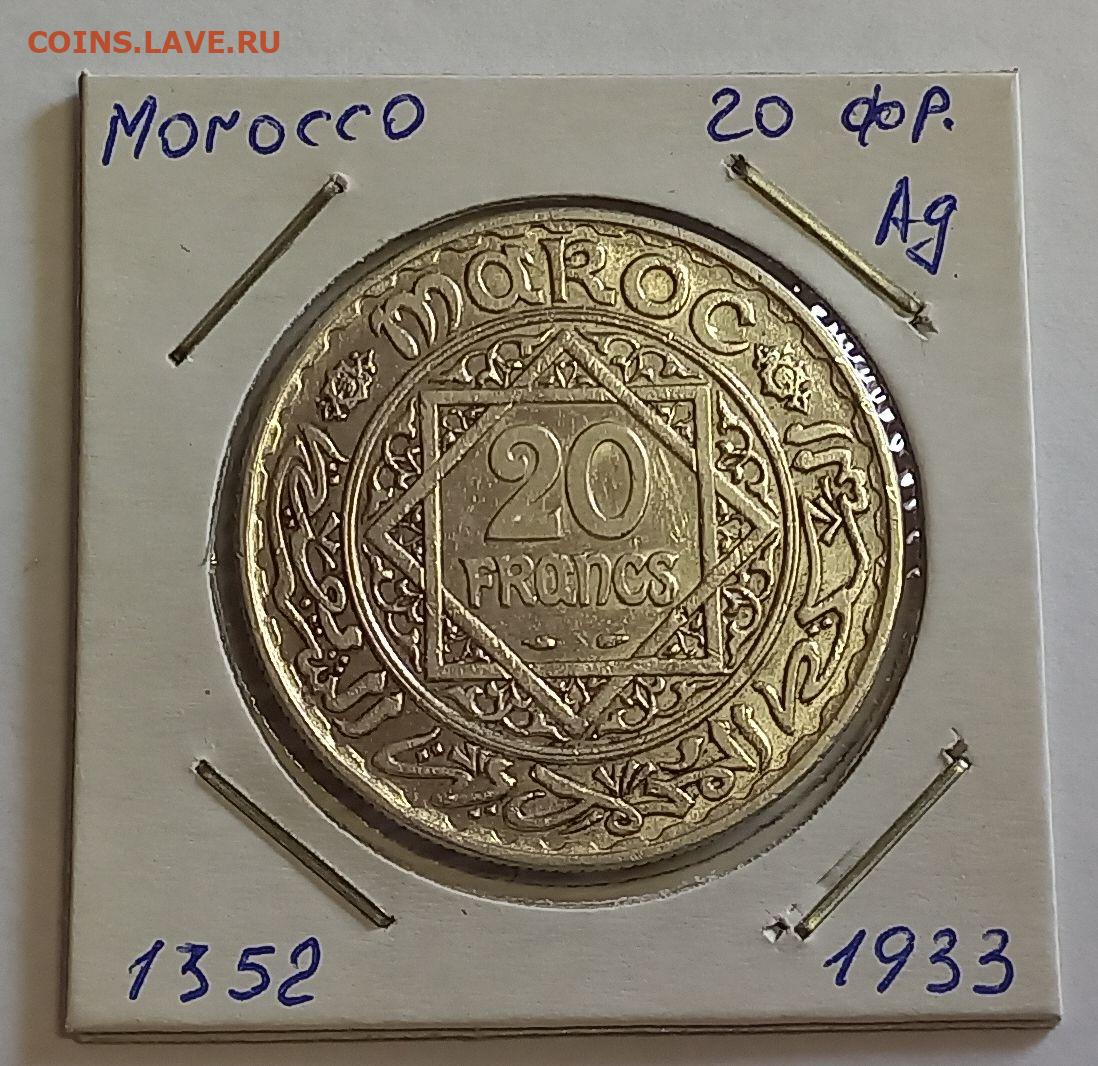 COINS.LAVE.RU
Morocco
20 фр.
Ag
MAROC
20
FRANCS
1352
1933